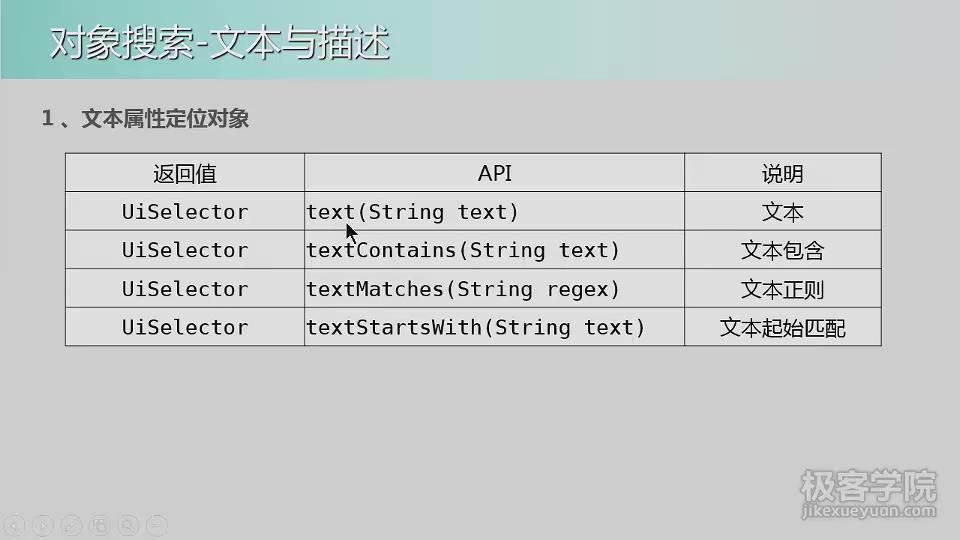 对象搜索-文本与描述
1 、文本属性定位对象
返回值 API 说明
UiSelector text(String text) 文本
UiSelector textContains(String text) 文本包含
UiSelector textMatches(String regex) 文本正则
UiSelector textStartsWith(String text) 文本起始匹配
极客学院
jikexueyuan.com